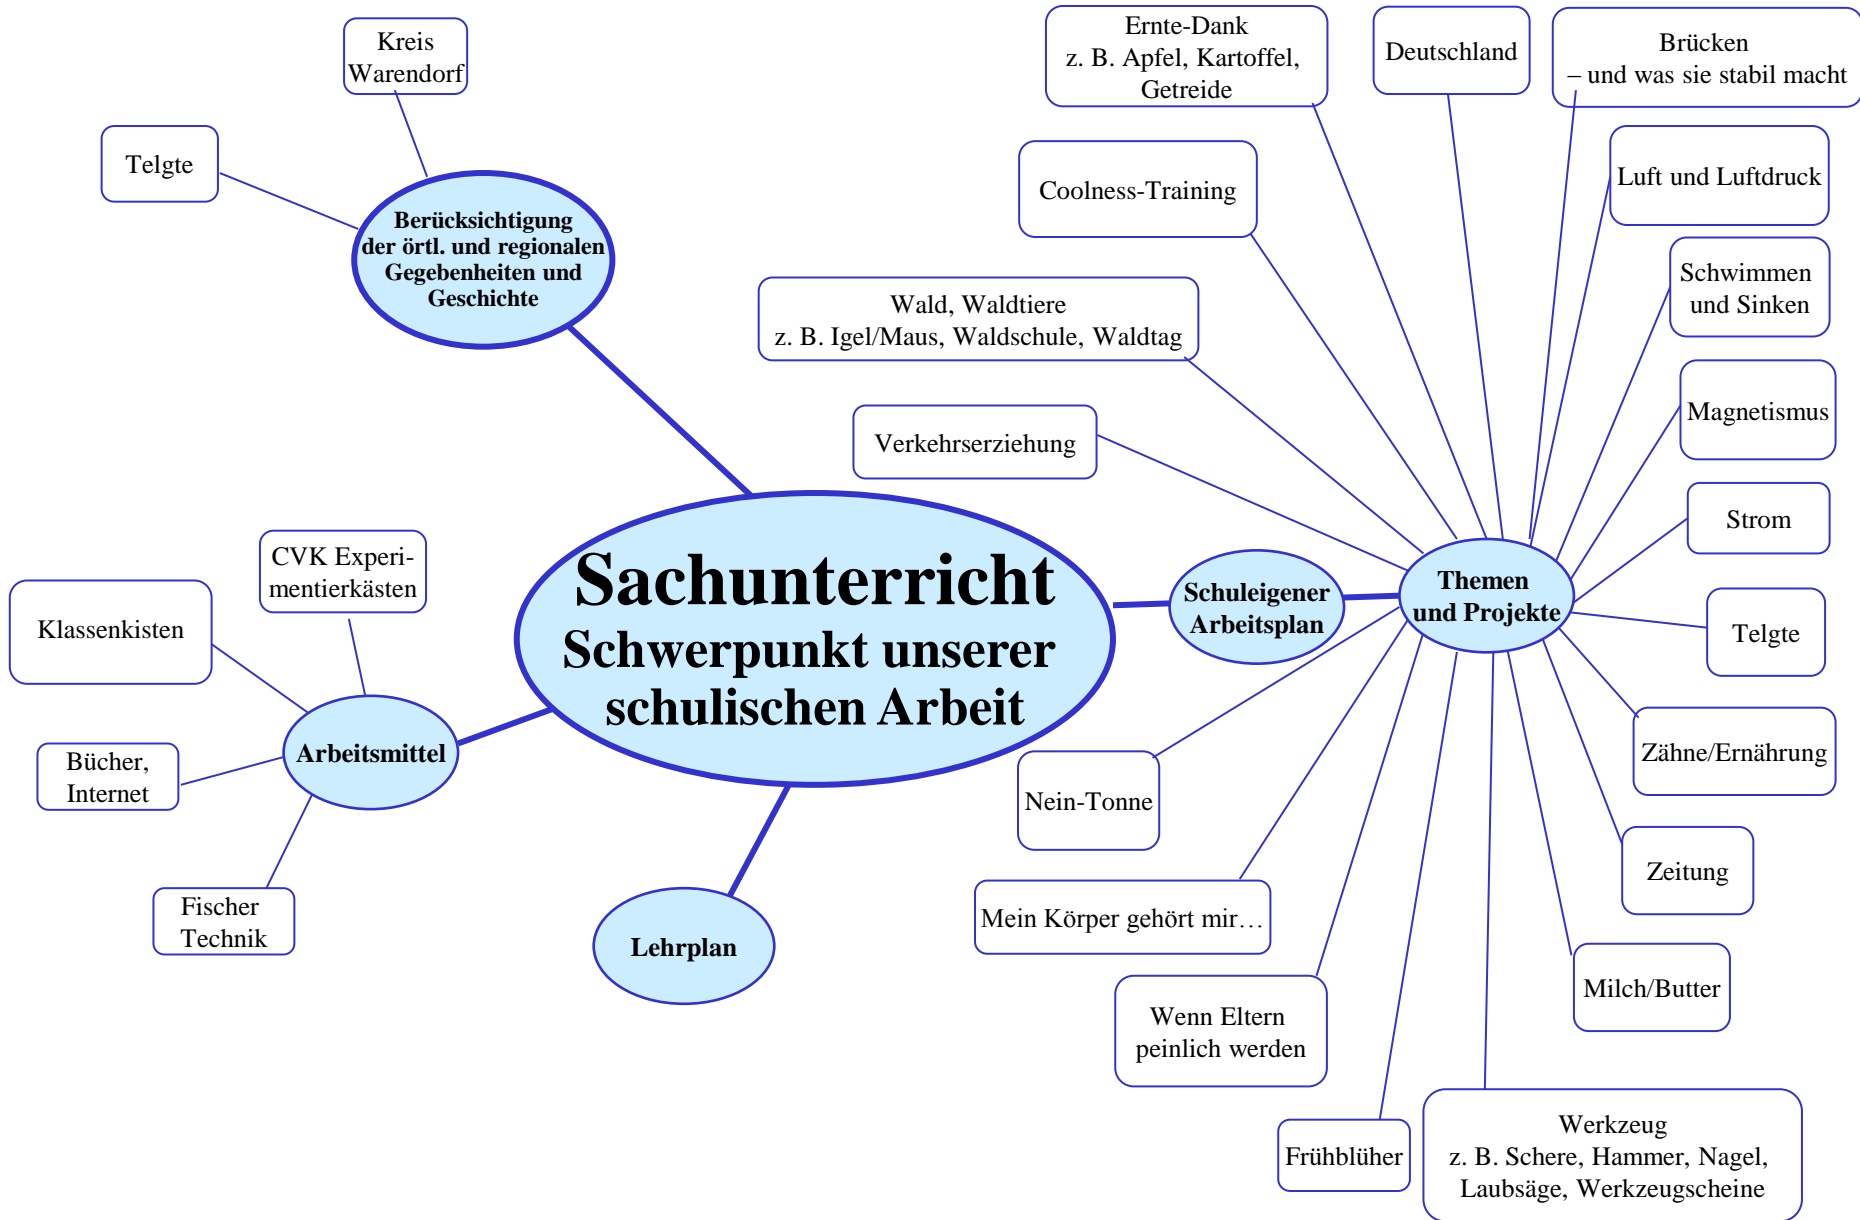 Kreis
Warendorf
Telgte
Berücksichtigung
der örtl. und regionalen
Gegebenheiten und
Geschichte
Ernte-Dank
z. B. Apfel, Kartoffel,
Getreide
Deutschland
Brücken
– und was sie stabil macht
Coolness-Training
Luft und Luftdruck
Wald, Waldtiere
z. B. Igel/Maus, Waldschule, Waldtag
Schwimmen
und Sinken
Verkehrserziehung
Magnetismus
Strom
Sachunterricht
Schwerpunkt unserer
schulischen Arbeit
Schuleigener
Arbeitsplan
Themen
und Projekte
CVK Experi-
mentierkästen
Klassenkisten
Arbeitsmittel
Bücher,
Internet
Fischer
Technik
Lehrplan
Telgte
Zähne/Ernährung
Nein-Tonne
Zeitung
Mein Körper gehört mir…
Milch/Butter
Wenn Eltern
peinlich werden
Frühblüher
Werkzeug
z. B. Schere, Hammer, Nagel,
Laubsäge, Werkzeugscheine